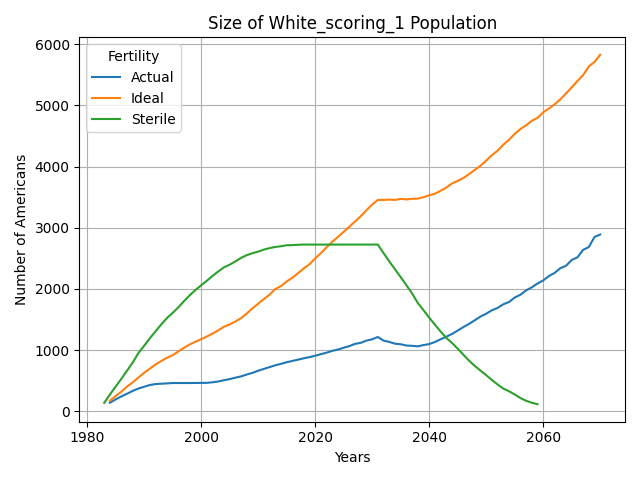 Size of White_scoring_1 Population
Fertility
Actual
Ideal
Sterile
6000
5000
4000
3000
2000
1000
0
Number of Americans
1980
2000
2020
2040
2060
Years